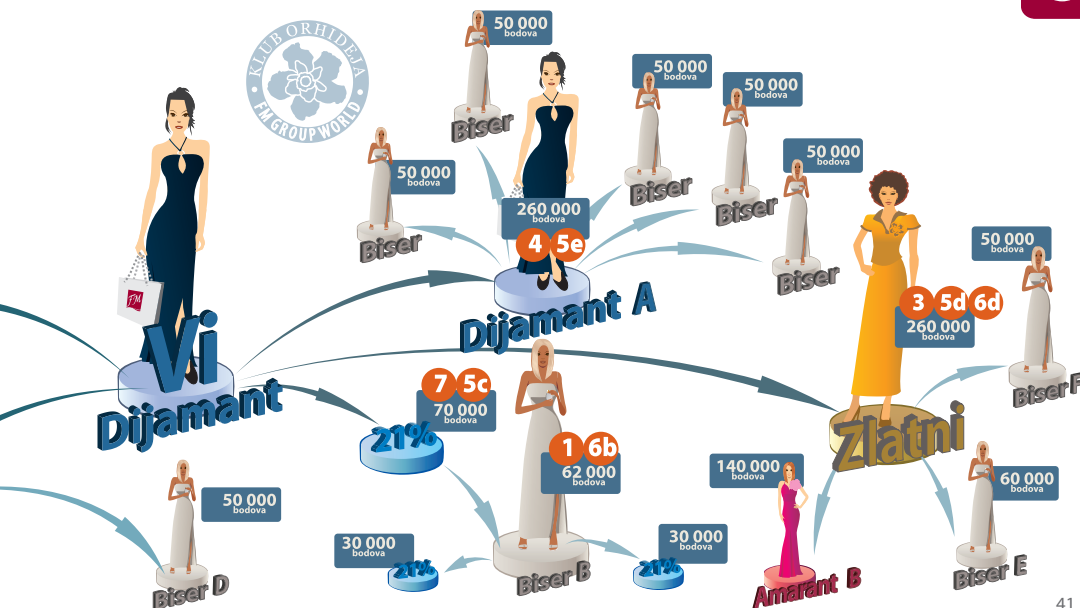 KLUB ORHIDEJA
FM GROUP WORLD
50 000
bodova
Biser
50 000
bodova
Biser
50 000
bodova
Biser
50 000
bodova
Biser
50 000
bodova
Biser
260 000
bodova
4 5e
Dijamant A
FM
Vi
Dijamant
3 5d 6d
260 000
bodova
Zlatni
50 000
bodova
Biser F
7 5c
70 000
bodova
21%
1 6b
62 000
bodova
Biser B
30 000
bodova
21%
30 000
bodova
21%
50 000
bodova
Biser D
140 000
bodova
Amarant B
60 000
bodova
Biser E
41